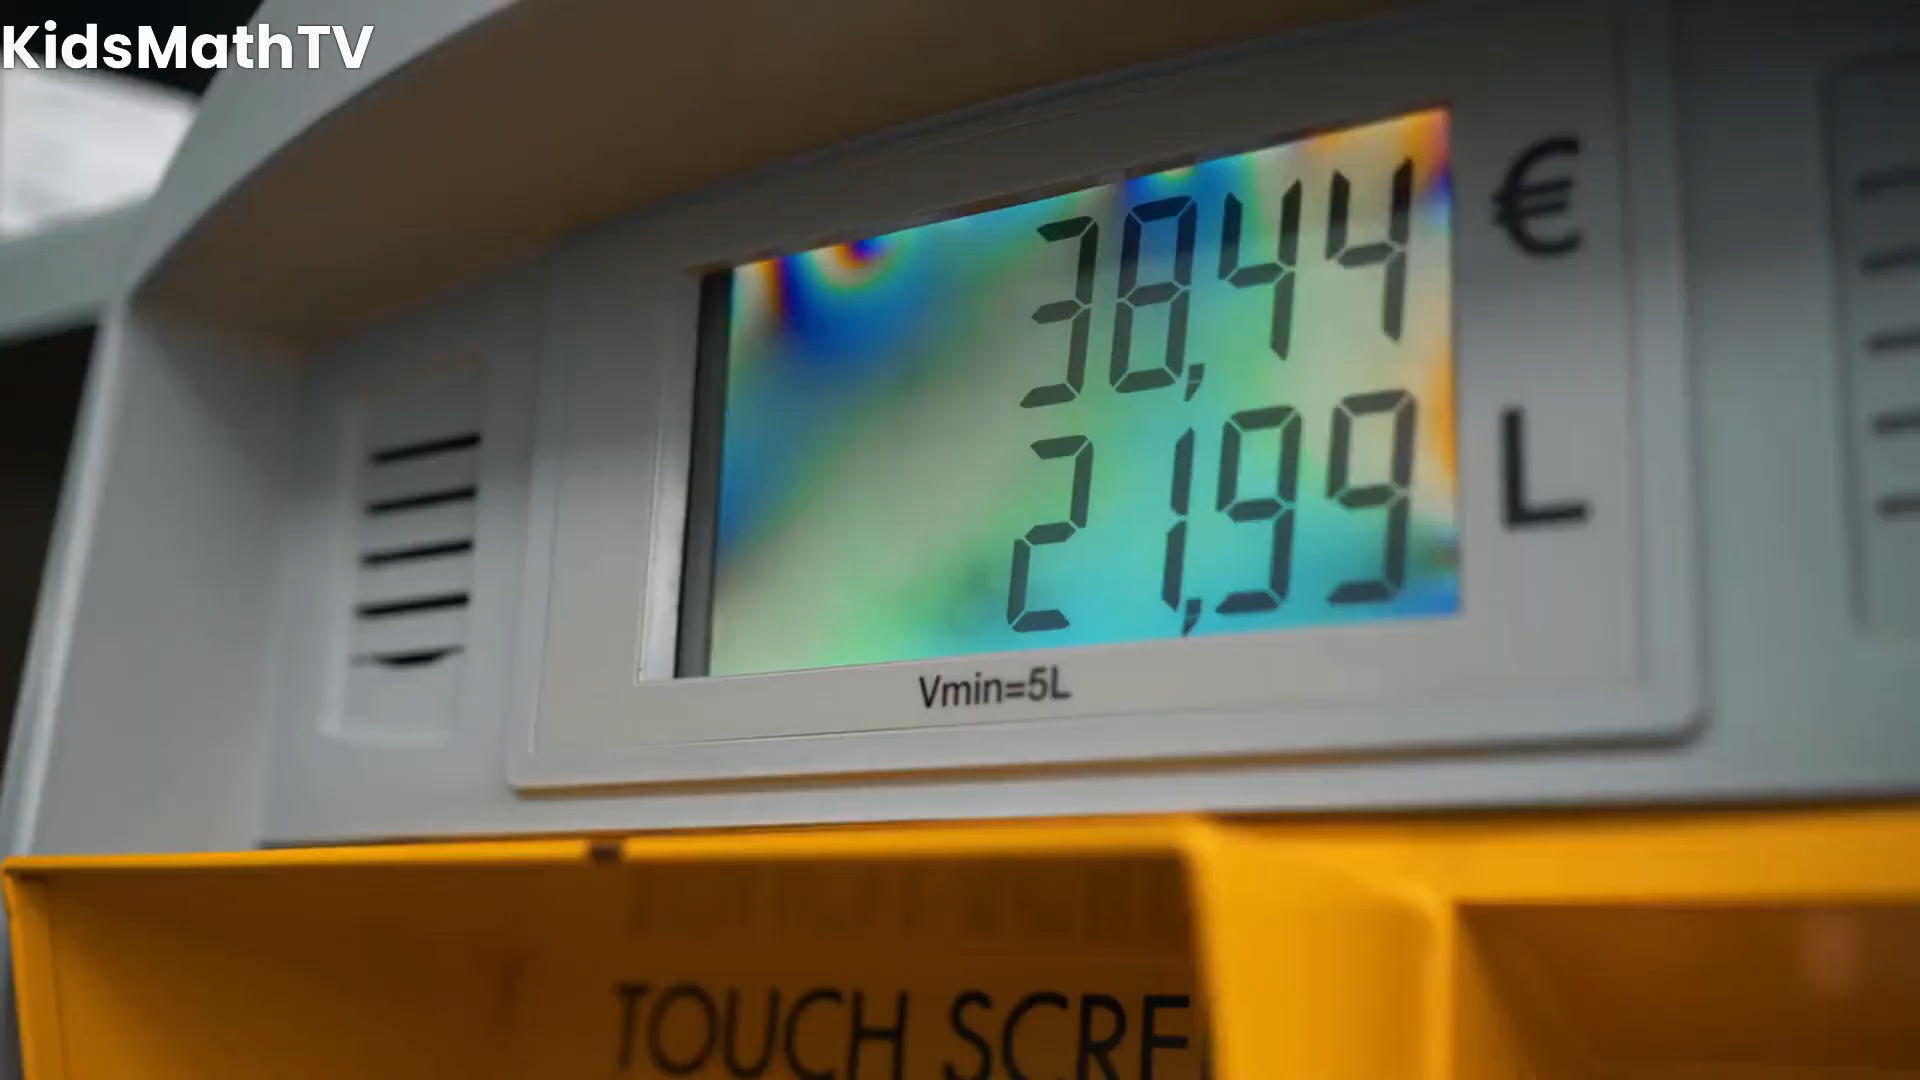 KidsMathTV
38,44 €
21,99 L
Vmin=5L
TOUCH SCRE